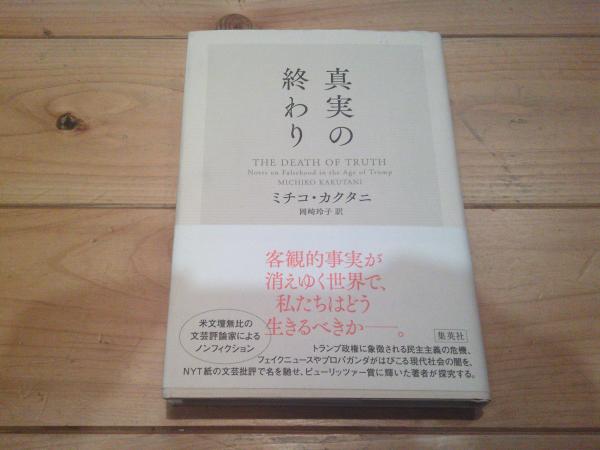 真実の
終わり
THE DEATH OF TRUTH
Notes on Falsehood in the Age of Trump
MICHIKO KAKUTANI
ミチコ・カクタニ
岡崎玲子 訳
客観的事実が
消えゆく世界で、
私たちはどう
生きるべきか——。
米文壇無比の
文芸評論家による
ノンフィクション
集英社
トランプ政権に象徴される民主主義の危機、
フェイクニュースやプロパガンダがはびこる現代社会の闇を、
NYT紙の文芸批評で名を馳せ、ピューリッツァー賞に輝いた著者が探究する。